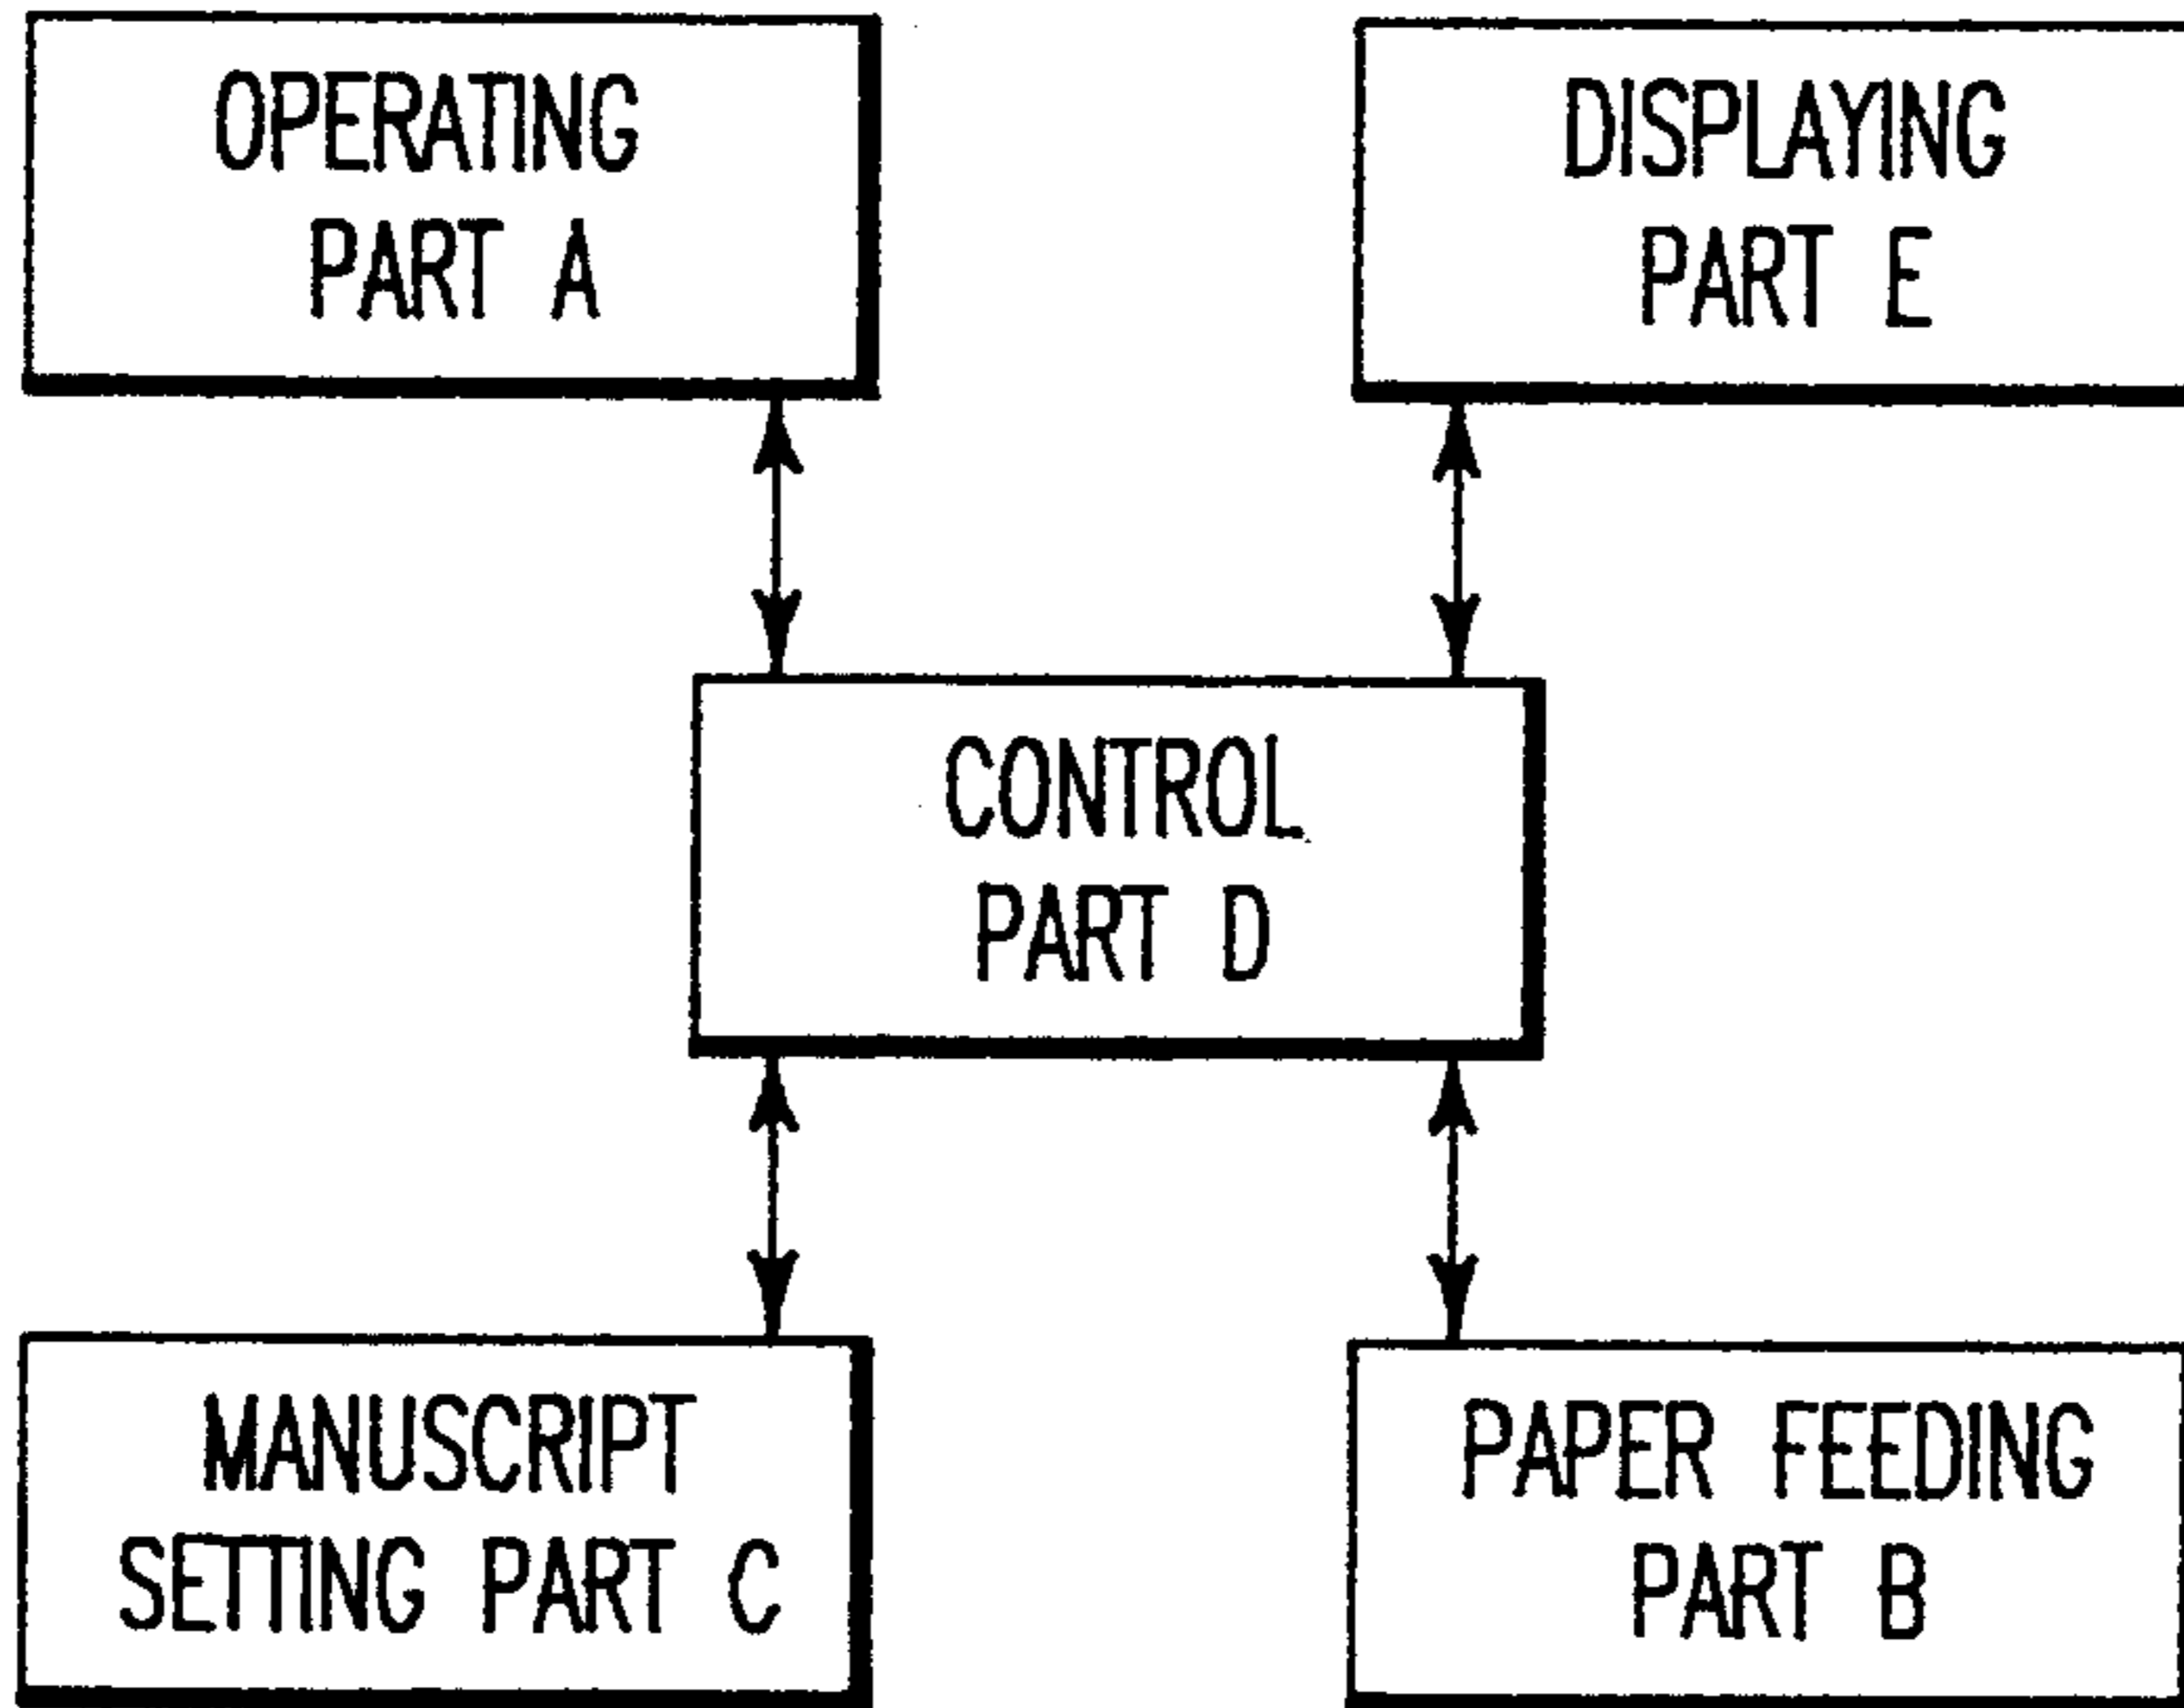 OPERATING
PART A
DISPLAYING
PART E
CONTROL
PART D
MANUSCRIPT
SETTING PART C
PAPER FEEDING
PART B